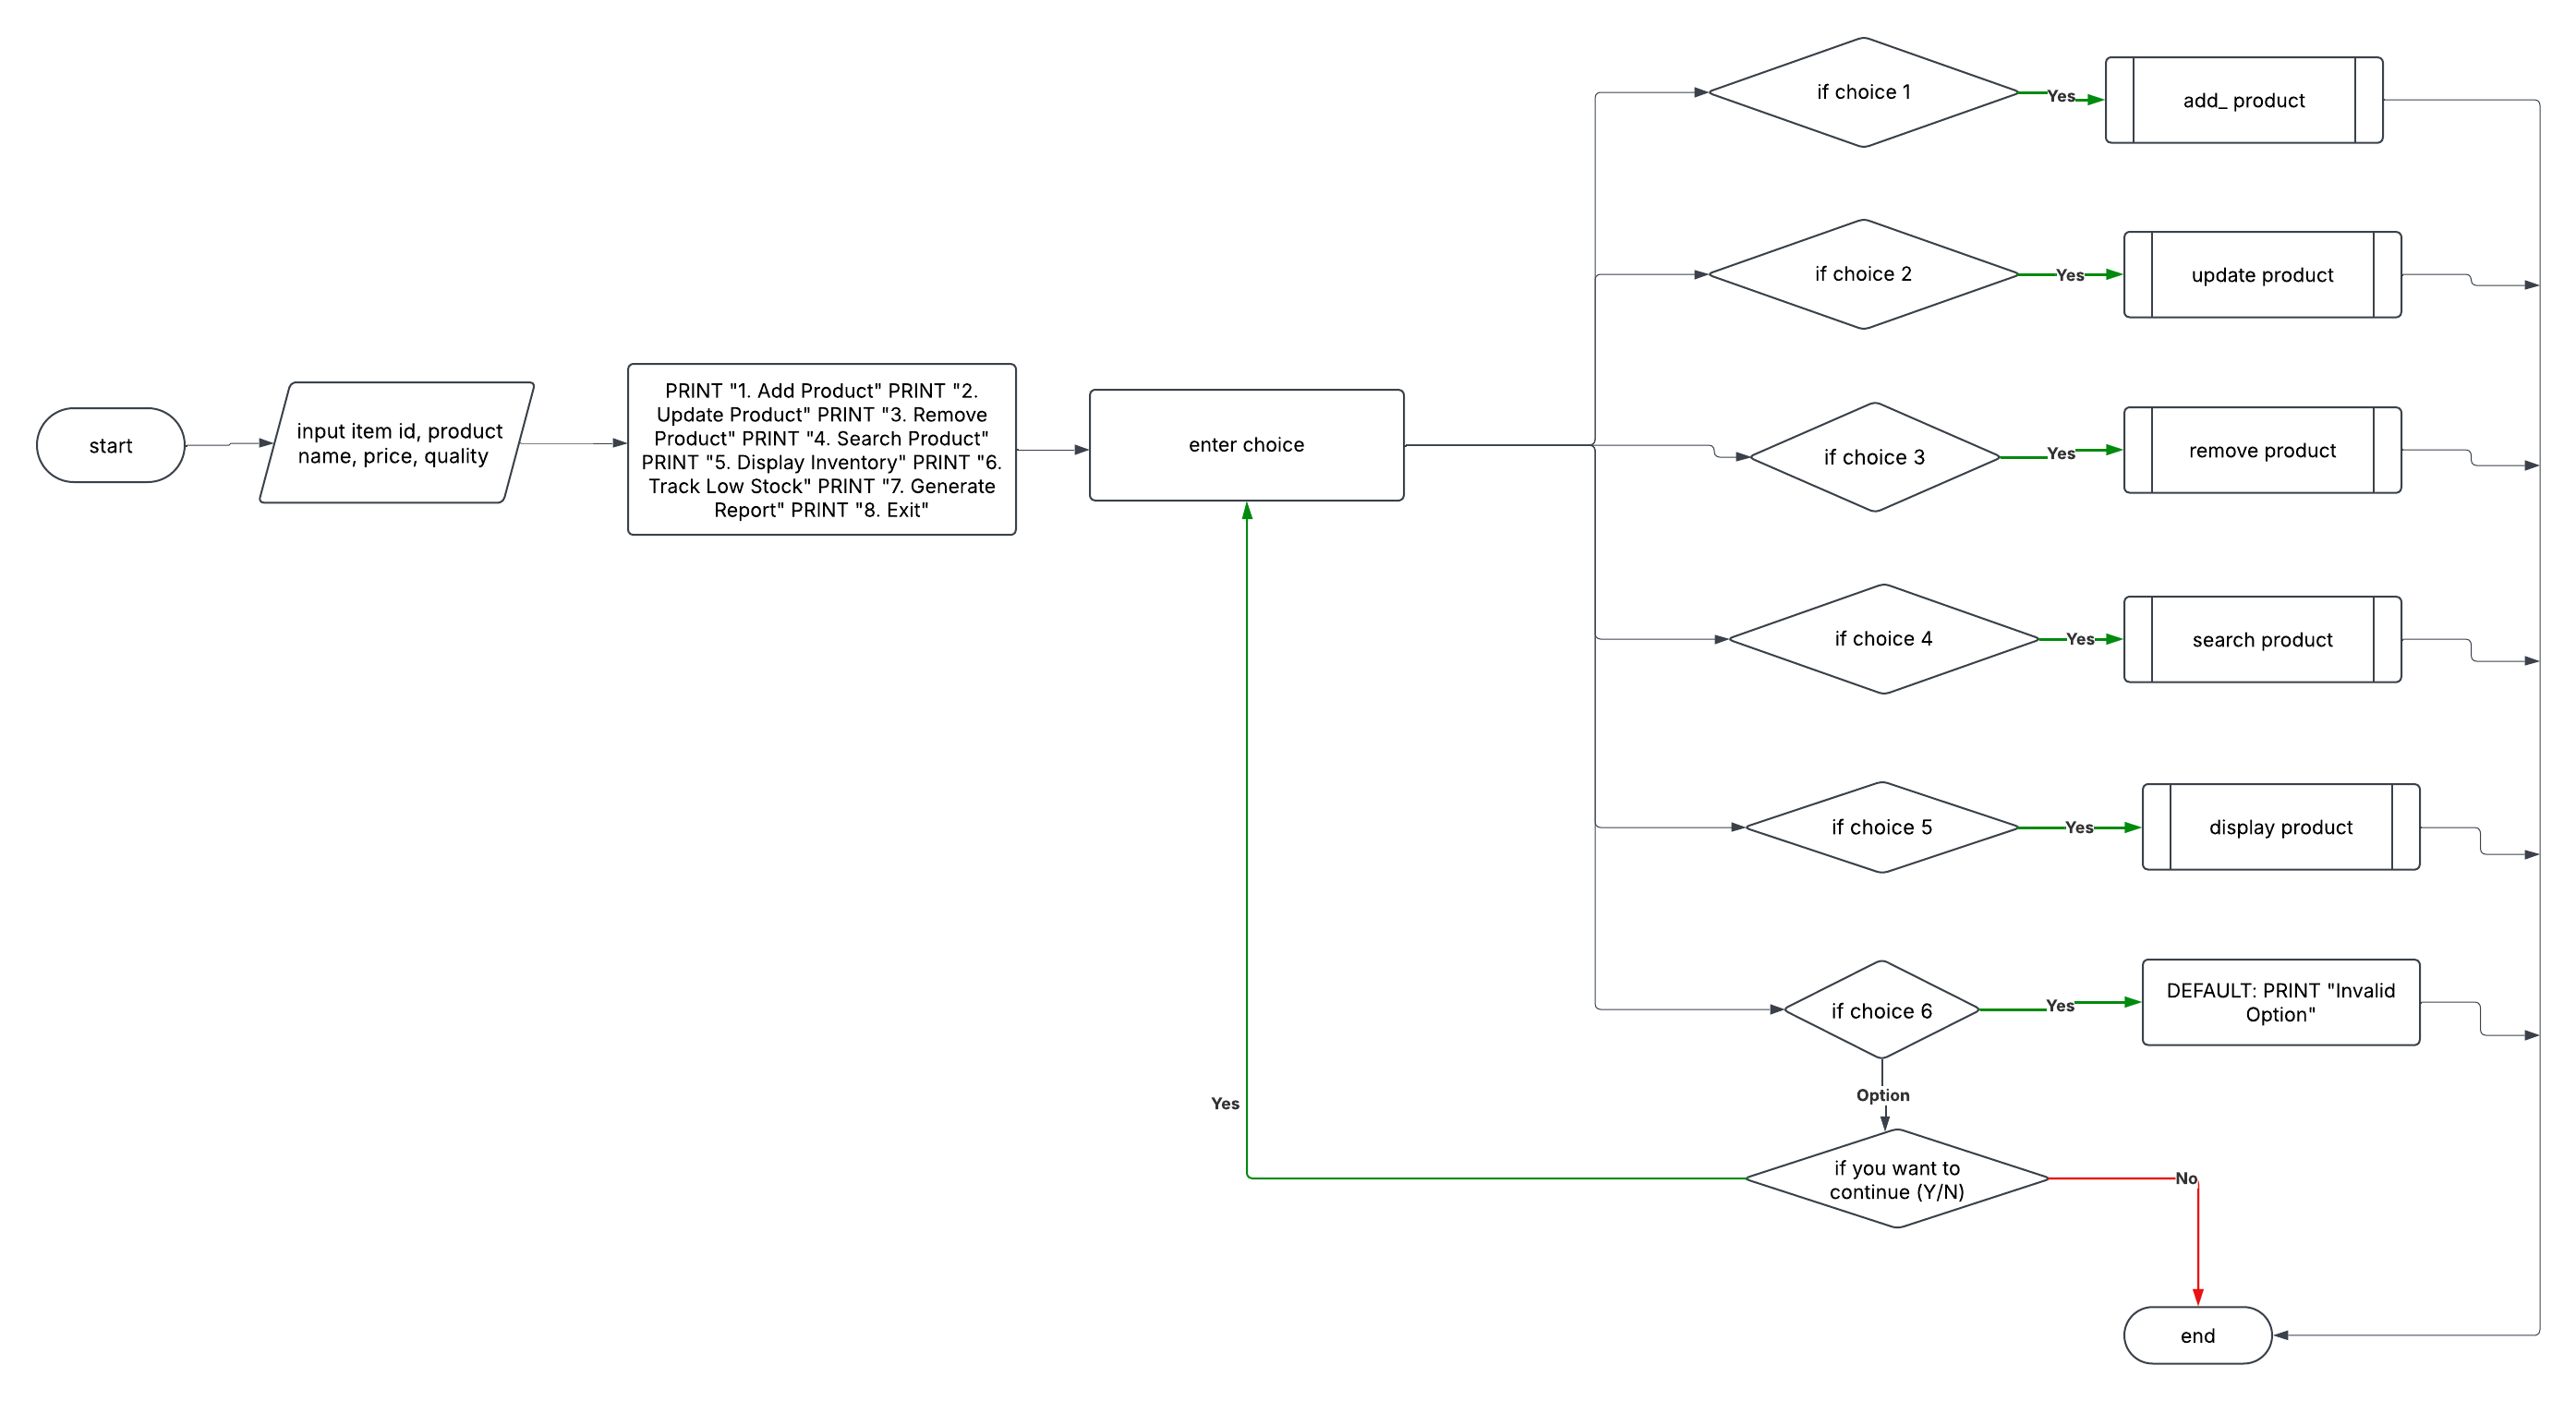 start
input item id, product
name, price, quality
PRINT "1. Add Product" PRINT "2.
Update Product" PRINT "3. Remove
Product" PRINT "4. Search Product"
PRINT "5. Display Inventory" PRINT "6.
Track Low Stock" PRINT "7. Generate
Report" PRINT "8. Exit"
enter choice
if choice 1
Yes
add_ product
if choice 2
Yes
update product
if choice 3
Yes
remove product
if choice 4
Yes
search product
if choice 5
Yes
display product
if choice 6
Yes
DEFAULT: PRINT "Invalid
Option"
Option
Yes
if you want to
continue (Y/N)
No
end